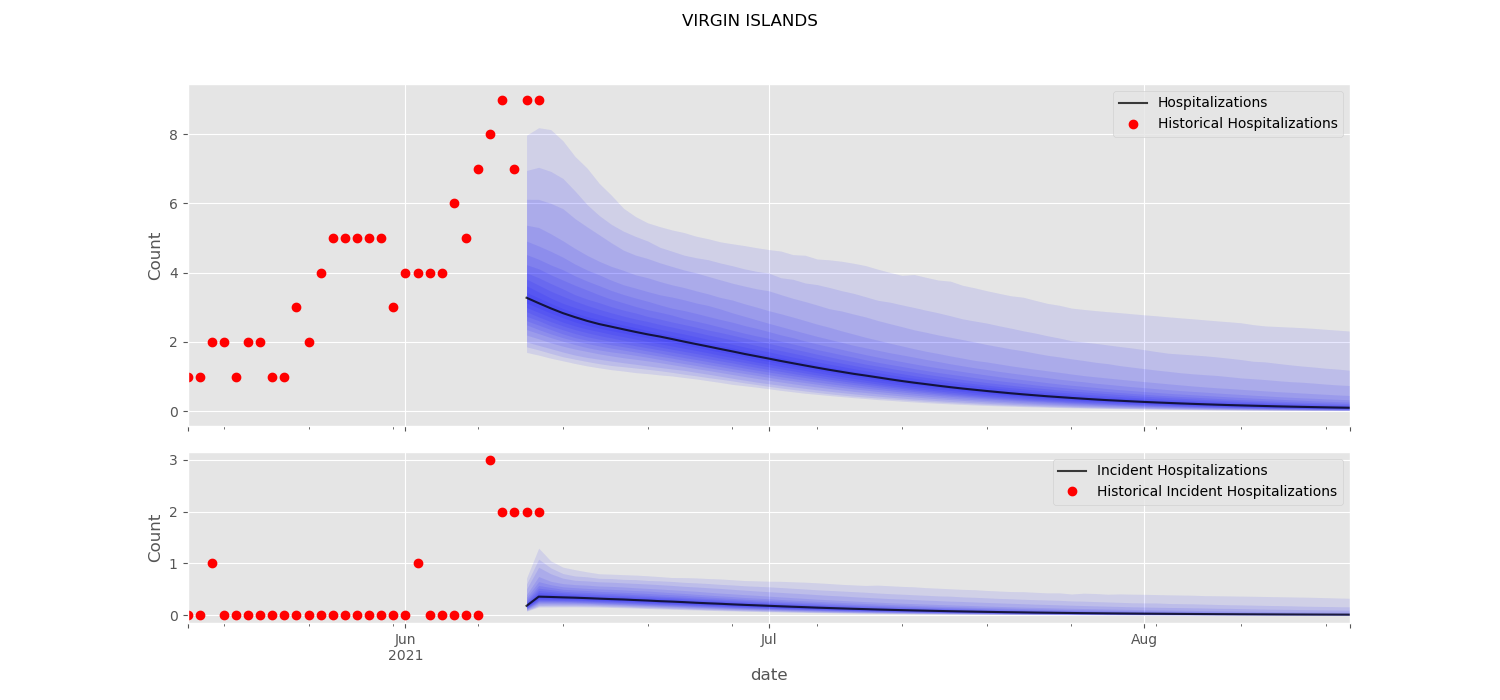 VIRGIN ISLANDS
Hospitalizations
Historical Hospitalizations
Count
8
6
4
2
0
Incident Hospitalizations
Historical Incident Hospitalizations
Count
3
2
1
0
Jun
2021
Jul
Aug
date